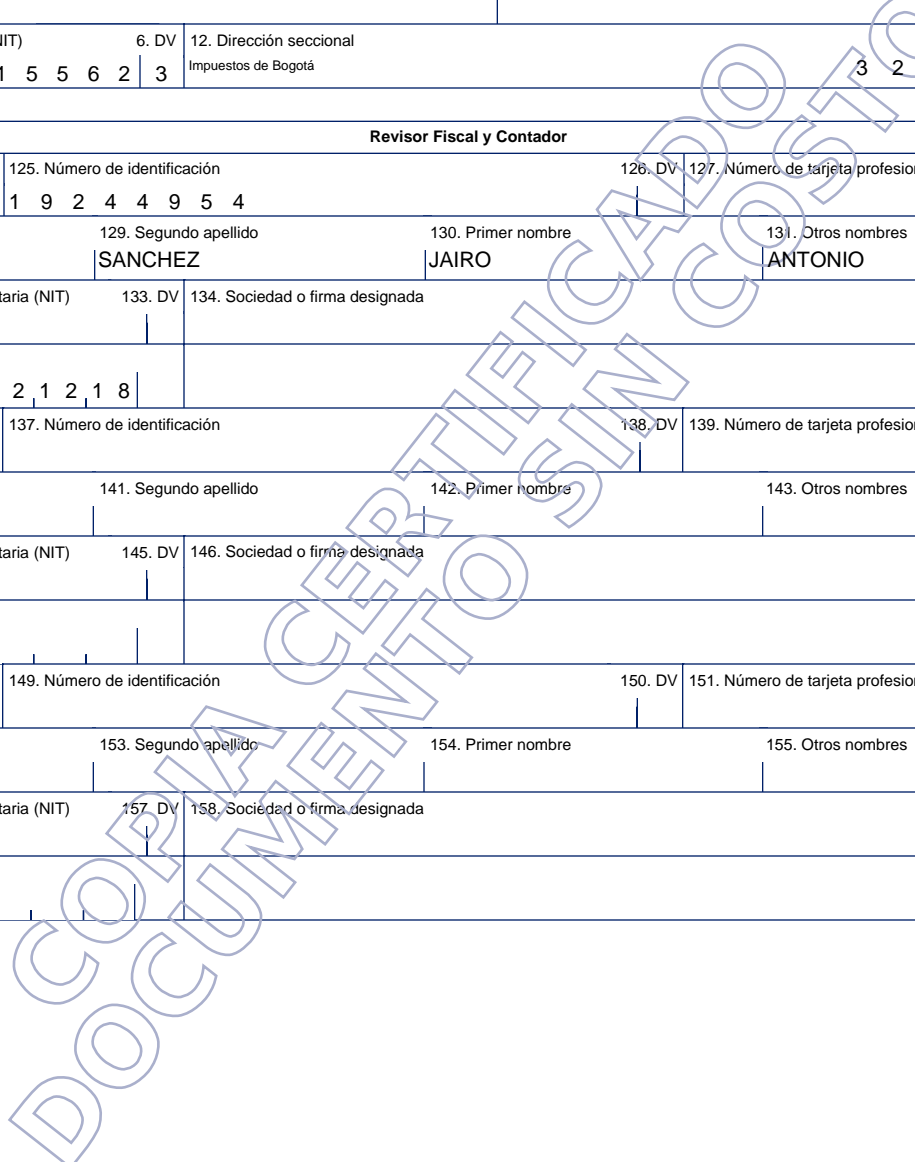 IT) 6. DV 12. Dirección seccional
1 5 5 6 2 3 Impuestos de Bogotá 3 2
Revisor Fiscal y Contador
125. Número de identificación 126. DV 127. Número de tarjeta profesion
1 9 2 4 4 9 5 4
129. Segundo apellido 130. Primer nombre 131. Otros nombres
SANCHEZ JAIRO ANTONIO
taria (NIT) 133. DV 134. Sociedad o firma designada
2 1 2 1 8
137. Número de identificación 138. DV 139. Número de tarjeta profesion
141. Segundo apellido 142. Primer nombre 143. Otros nombres
taria (NIT) 145. DV 146. Sociedad o firma designada
149. Número de identificación 150. DV 151. Número de tarjeta profesion
153. Segundo apellido 154. Primer nombre 155. Otros nombres
taria (NIT) 157. DV 158. Sociedad o firma designada
COPIA CERTIFICADO
DOCUMENTO SIN COSTO